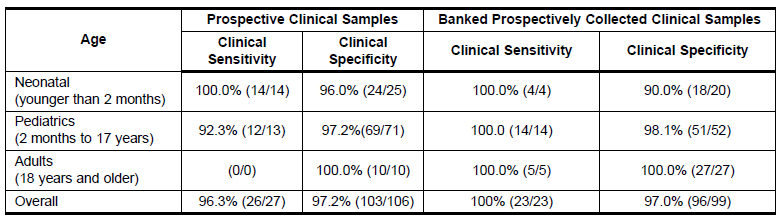 Age | Prospective Clinical Samples | Banked Prospectively Collected Clinical Samples
Clinical Sensitivity | Clinical Specificity | Clinical Sensitivity | Clinical Specificity
Neonatal (younger than 2 months) | 100.0% (14/14) | 96.0% (24/25) | 100.0% (4/4) | 90.0% (18/20)
Pediatrics (2 months to 17 years) | 92.3% (12/13) | 97.2%(69/71) | 100.0 (14/14) | 98.1% (51/52)
Adults (18 years and older) | (0/0) | 100.0% (10/10) | 100.0% (5/5) | 100.0% (27/27)
Overall | 96.3% (26/27) | 97.2% (103/106) | 100% (23/23) | 97.0% (96/99)